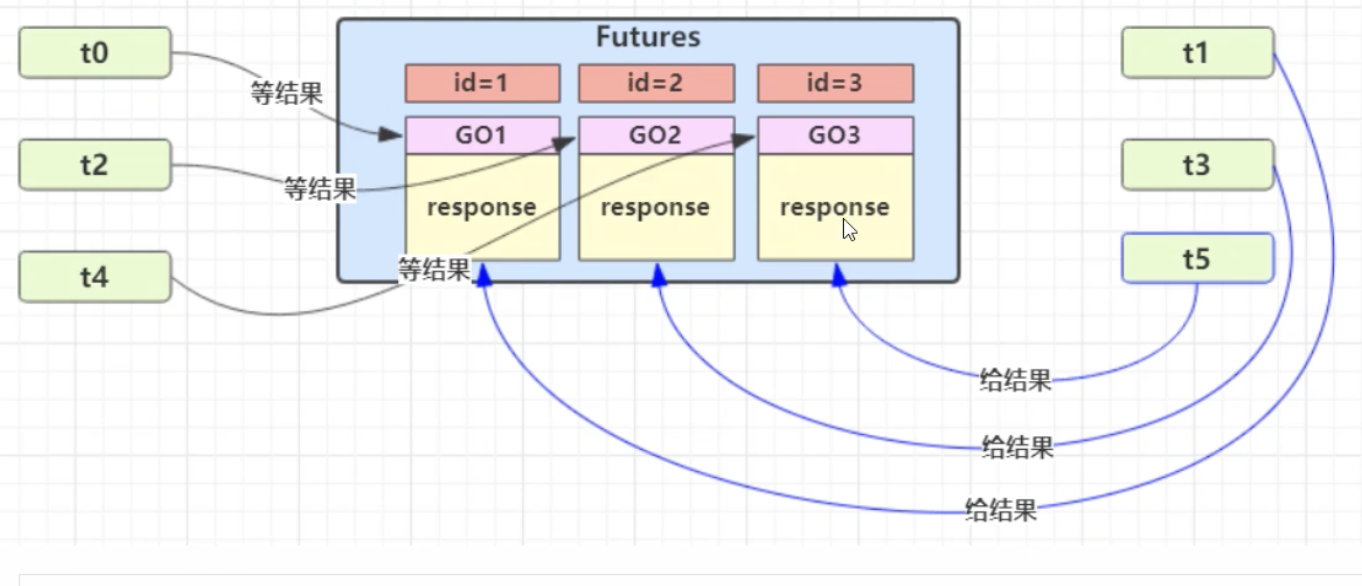 t0
t2
t4
等结果
等结果
等结果
Futures
id=1
id=2
id=3
GO1
GO2
GO3
response
response
response
t1
t3
t5
给结果
给结果
给结果